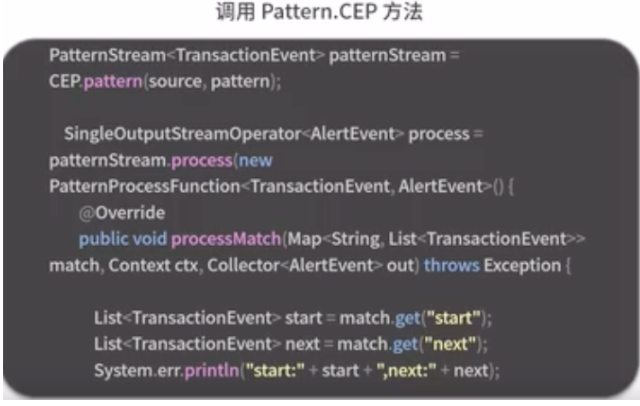 调用 Pattern.CEP 方法
PatternStream<TransactionEvent> patternStream =
CEP.pattern(source, pattern);
SingleOutputStreamOperator<AlertEvent> process =
patternStream.process(new
PatternProcessFunction<TransactionEvent, AlertEvent>() {
@Override
public void processMatch(Map<String, List<TransactionEvent>>
match, Context ctx, Collector<AlertEvent> out) throws Exception {
List<TransactionEvent> start = match.get("start");
List<TransactionEvent> next = match.get("next");
System.err.println("start:" + start + ",next:" + next);